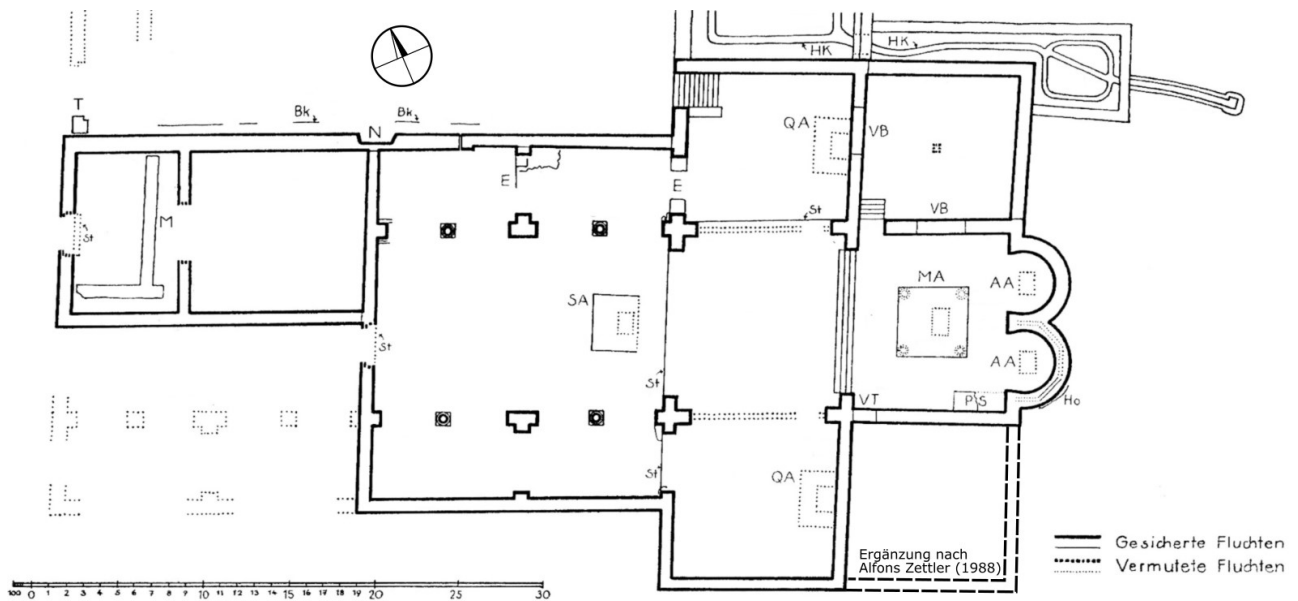 HK
HK
T
Bk
Bk
N
QA
VB
E
E
St
VB
M
St
SA
MA
AA
St
AA
St
VT
PS
Ho
St
QA
Ergänzung nach
Alfons Zettler (1988)
Gesicherte Fluchten
Vermutete Fluchten
100 0 1 2 3 4 5 6 7 8 9 10 11 12 13 14 15 16 17 18 19 20 25 30